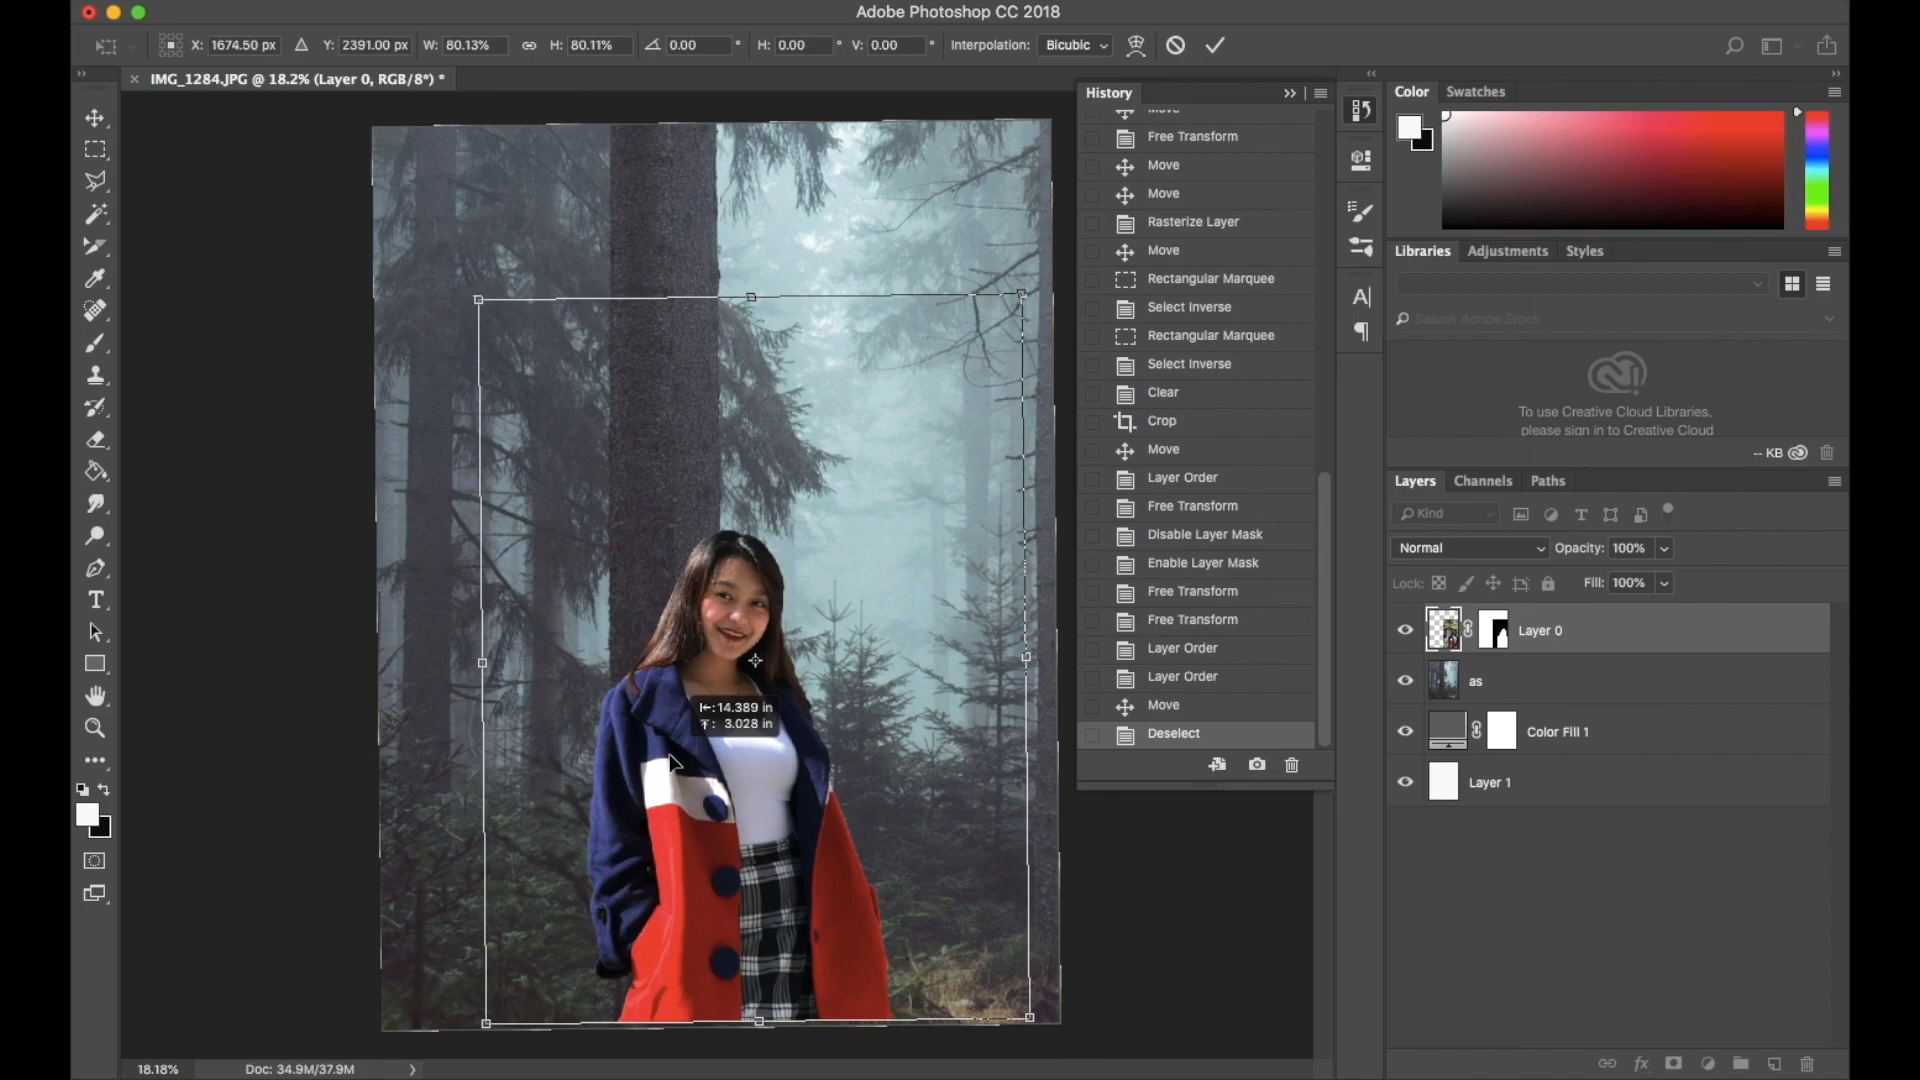 Adobe Photoshop CC 2018
X: 1674.50 px Y: 2391.00 px W: 80.13% H: 80.11% 0.00 ° H: 0.00 ° V: 0.00 ° Interpolation: Bicubic
IMG_1284.JPG @ 18.2% (Layer 0, RGB/8*) *
History
Move
Free Transform
Move
Move
Rasterize Layer
Move
Rectangular Marquee
Select Inverse
Rectangular Marquee
Select Inverse
Clear
Crop
Move
Layer Order
Free Transform
Disable Layer Mask
Enable Layer Mask
Free Transform
Free Transform
Layer Order
Layer Order
Move
Deselect
14.389 in
3.028 in
Color Swatches
Libraries Adjustments Styles
Search Adobe Stock
To use Creative Cloud Libraries,
please sign in to Creative Cloud
-- KB
Layers Channels Paths
Kind
Normal Opacity: 100%
Lock: Fill: 100%
Layer 0
as
Color Fill 1
Layer 1
fx
18.18% Doc: 34.9M/37.9M